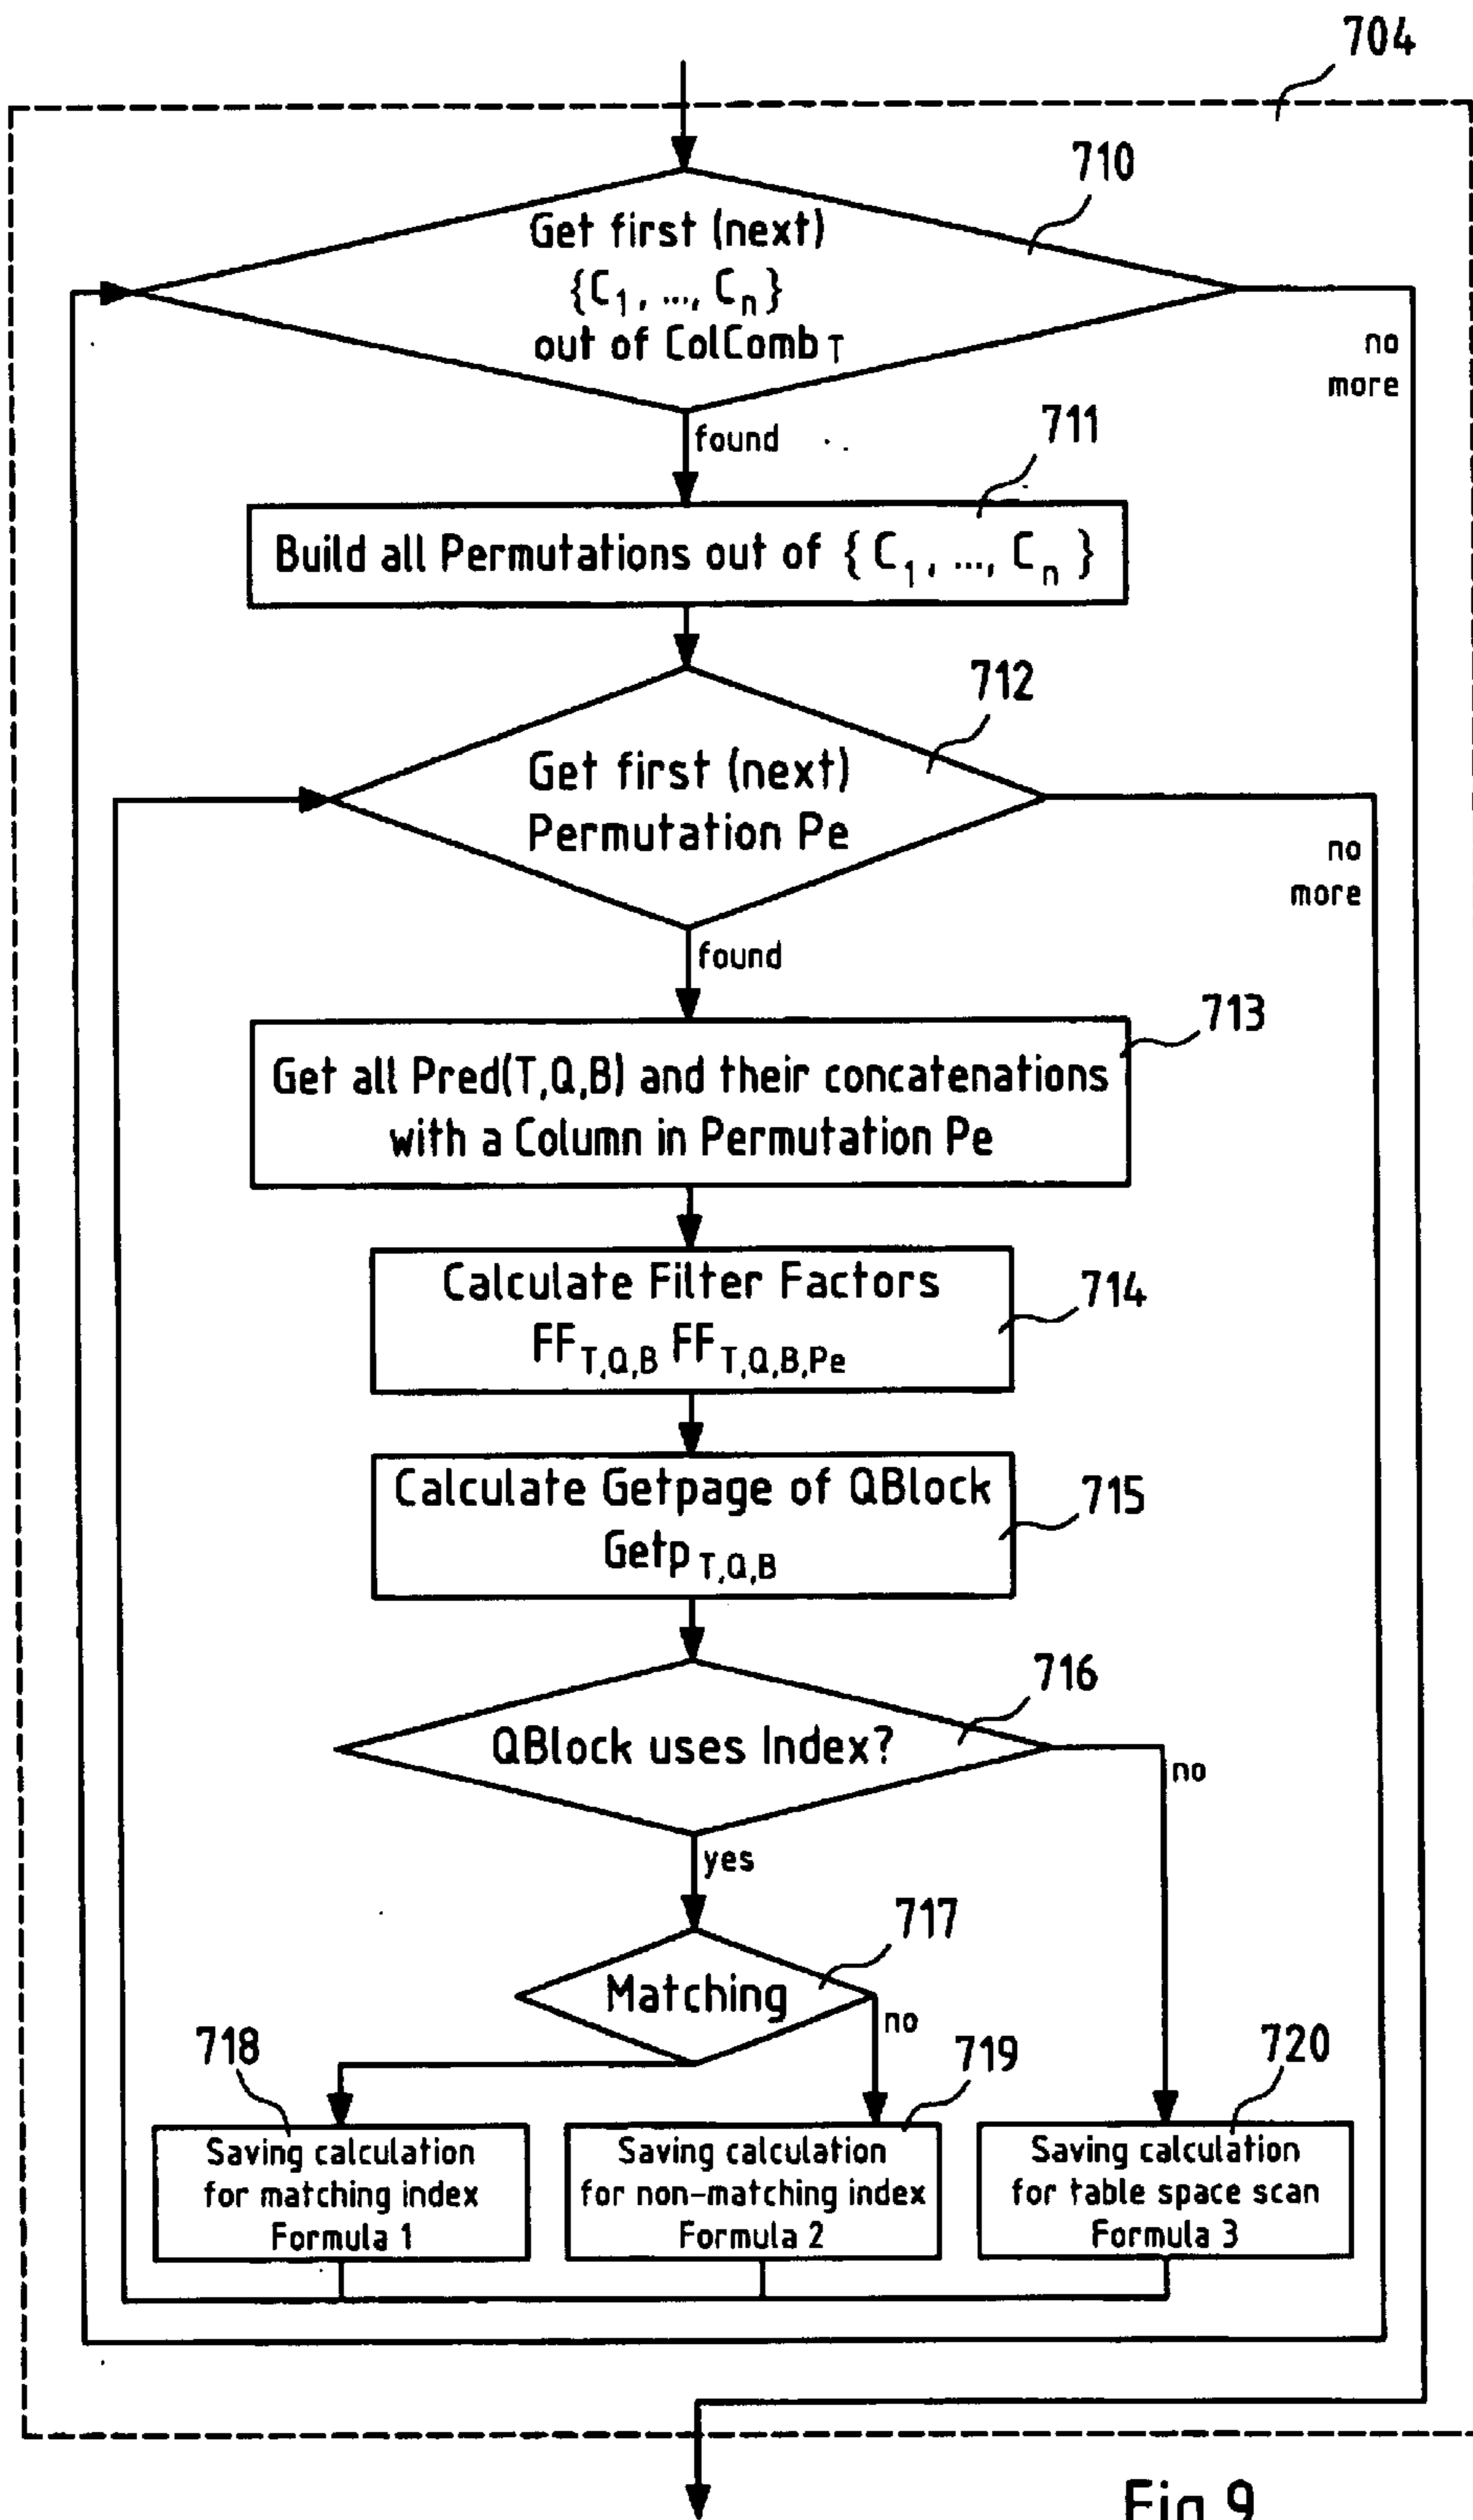 704
710
Get first (next)
{C1, ..., Cn}
out of ColComb T
no
more
found
711
Build all Permutations out of { C1, ..., Cn }
712
Get first (next)
Permutation Pe
no
more
found
713
Get all Pred(T,Q,B) and their concatenations
with a Column in Permutation Pe
714
Calculate Filter Factors
FF T,Q,B FF T,Q,B,Pe
715
Calculate Getpage of QBlock
Getp T,Q,B
716
QBlock uses Index?
no
yes
717
Matching
no
718
719
720
Saving calculation
for matching index
Formula 1
Saving calculation
for non-matching index
Formula 2
Saving calculation
for table space scan
Formula 3
Fig.9